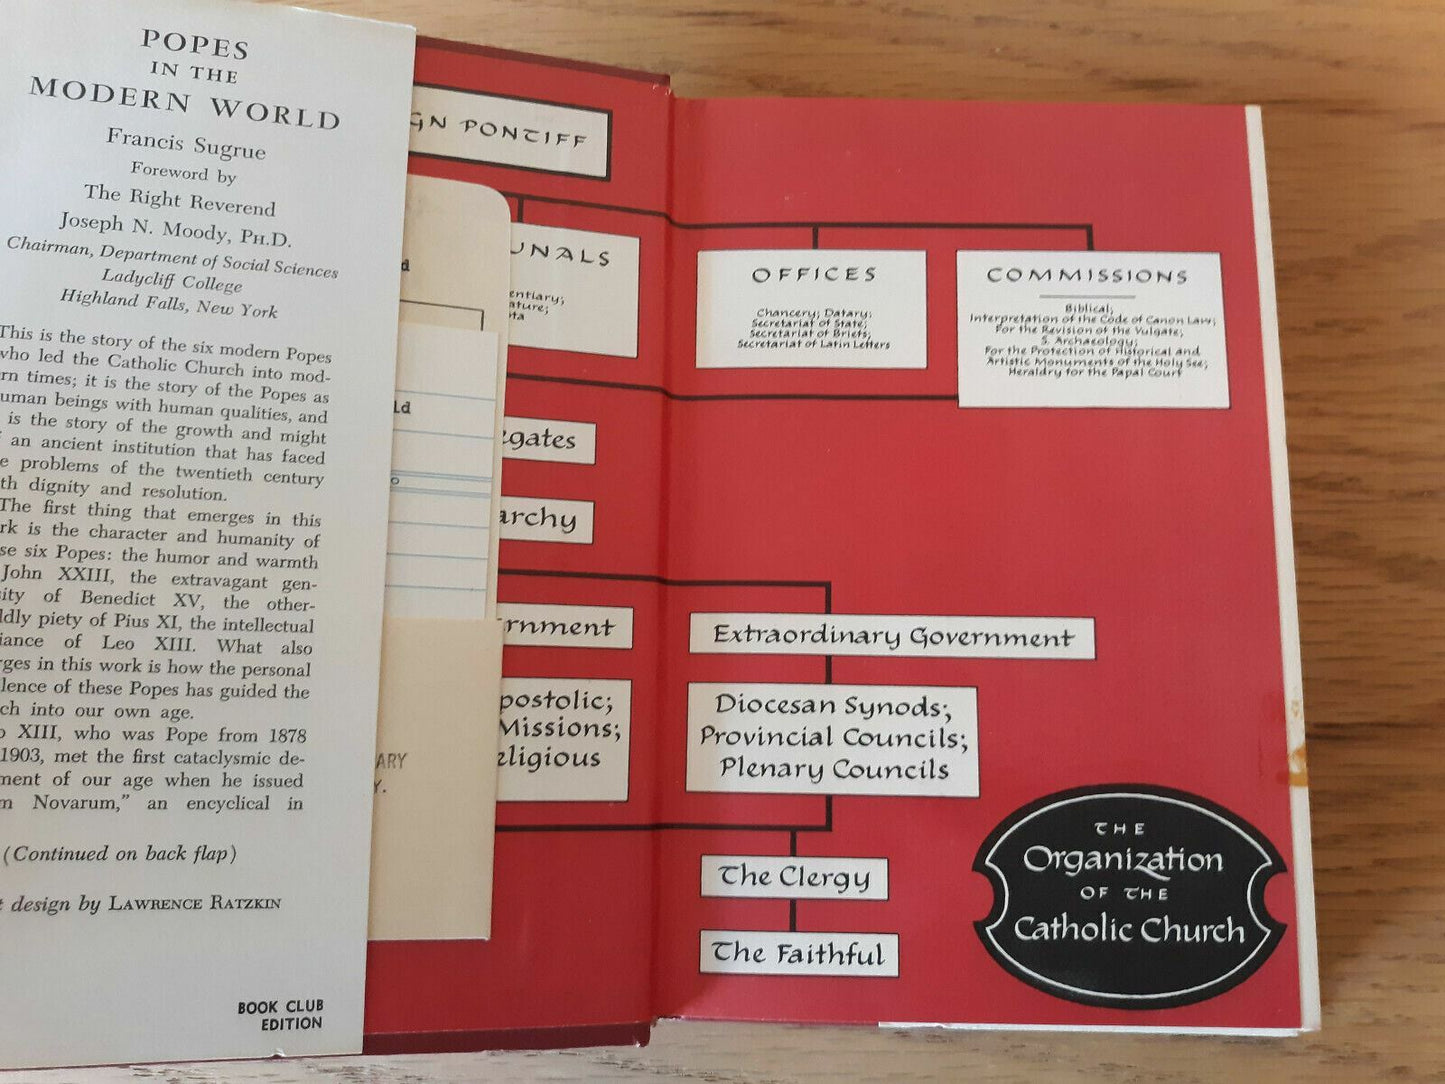 POPES
IN THE
MODERN WORLD
Francis Sugrue
Foreword by
The Right Reverend
Joseph N. Moody, PH.D.
Chairman, Department of Social Sciences
Ladycliff College
Highland Falls, New York
This is the story of the six modern Popes
who led the Catholic Church into mod-
rn times; it is the story of the Popes as
uman beings with human qualities, and
is the story of the growth and might
an ancient institution that has faced
e problems of the twentieth century
th dignity and resolution.
The first thing that emerges in this
rk is the character and humanity of
se six Popes: the humor and warmth
John XXIII, the extravagant gen-
sity of Benedict XV, the other-
ldly piety of Pius XI, the intellectual
iance of Leo XIII. What also
rges in this work is how the personal
lence of these Popes has guided the
ch into our own age.
o XIII, who was Pope from 1878
1903, met the first cataclysmic de-
ment of our age when he issued
m Novarum," an encyclical in
(Continued on back flap)
t design by LAWRENCE RATZKIN
BOOK CLUB
EDITION
GN PONTIFF
UNALS
entiary;
ature;
ota
d
ld
o
egates
archy
rnment
postolic;
Missions;
eligious
ARY
Y.
OFFICES
Chancery; Datary;
Secretariat of State;
Secretariat of Briefs;
Secretariat of Latin Letters
COMMISSIONS
Biblical;
Interpretation of the Code of Canon Law;
For the Revision of the Vulgate;
S. Archaeology;
For the Protection of Historical and
Artistic Monuments of the Holy See;
Heraldry for the Papal Court
Extraordinary Government
Diocesan Synods;
Provincial Councils;
Plenary Councils
The Clergy
The Faithful
THE
Organization
OF THE
Catholic Church